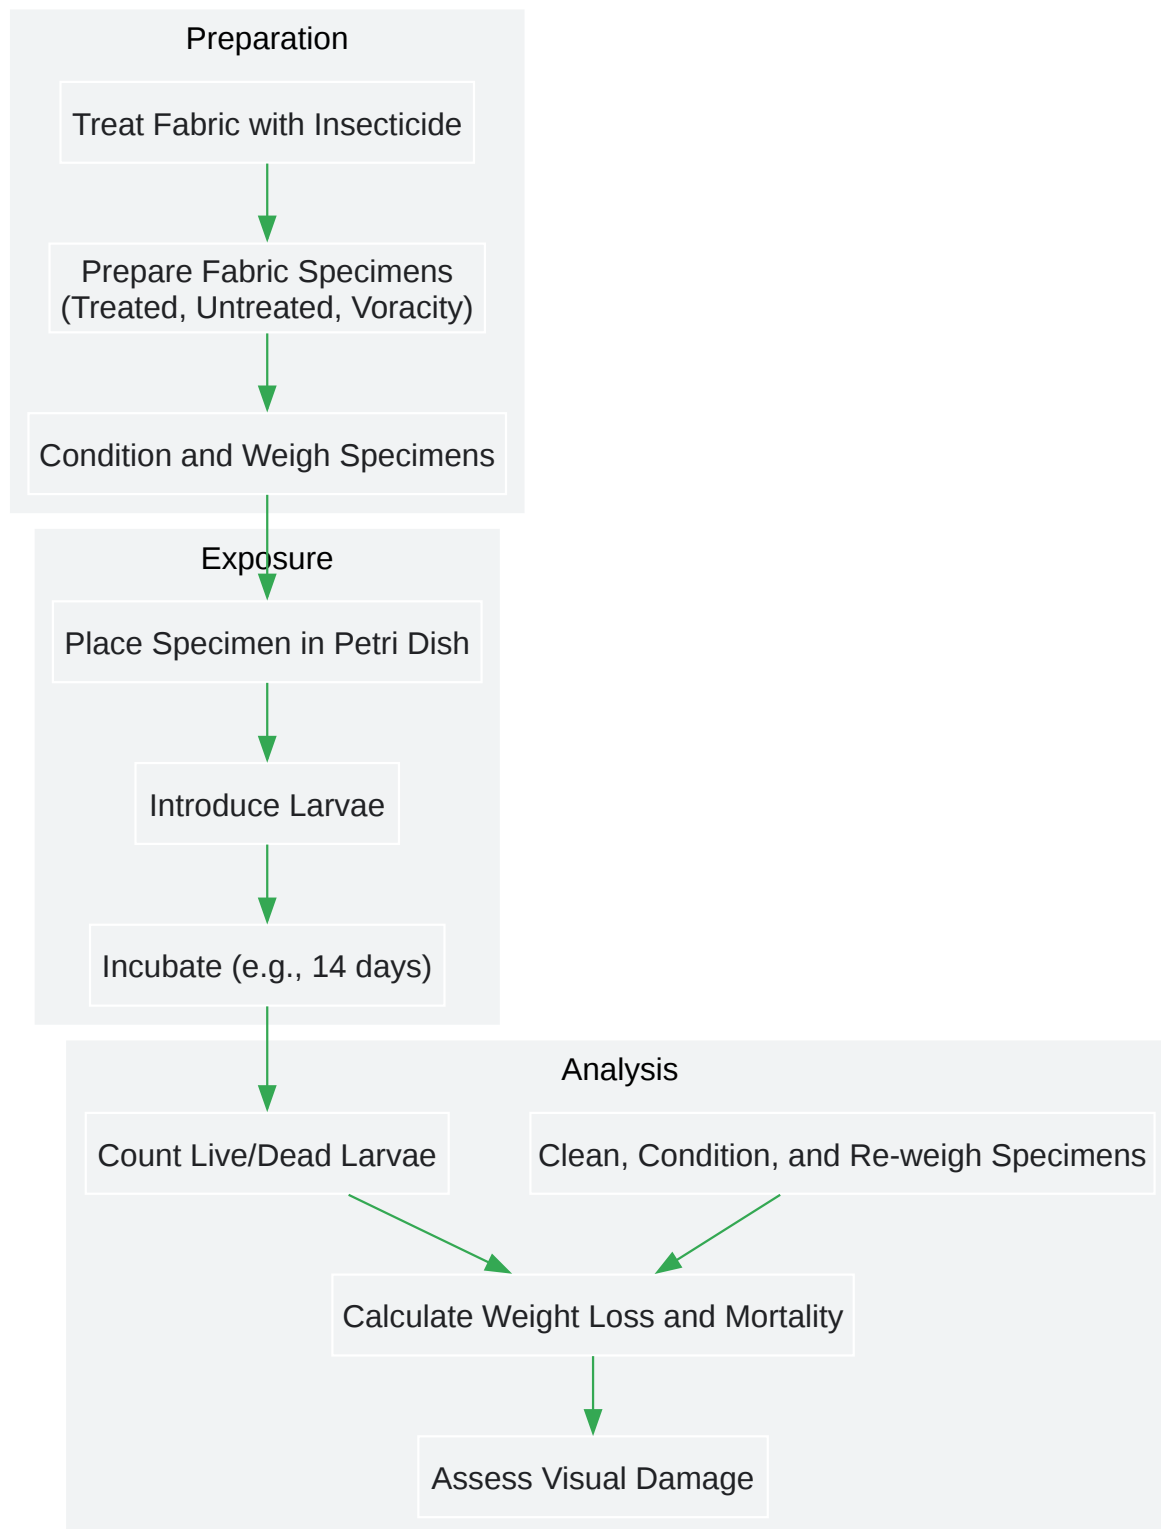 Preparation
Treat Fabric with Insecticide
Prepare Fabric Specimens
(Treated, Untreated, Voracity)
Condition and Weigh Specimens
Exposure
Place Specimen in Petri Dish
Introduce Larvae
Incubate (e.g., 14 days)
Analysis
Count Live/Dead Larvae
Clean, Condition, and Re-weigh Specimens
Calculate Weight Loss and Mortality
Assess Visual Damage